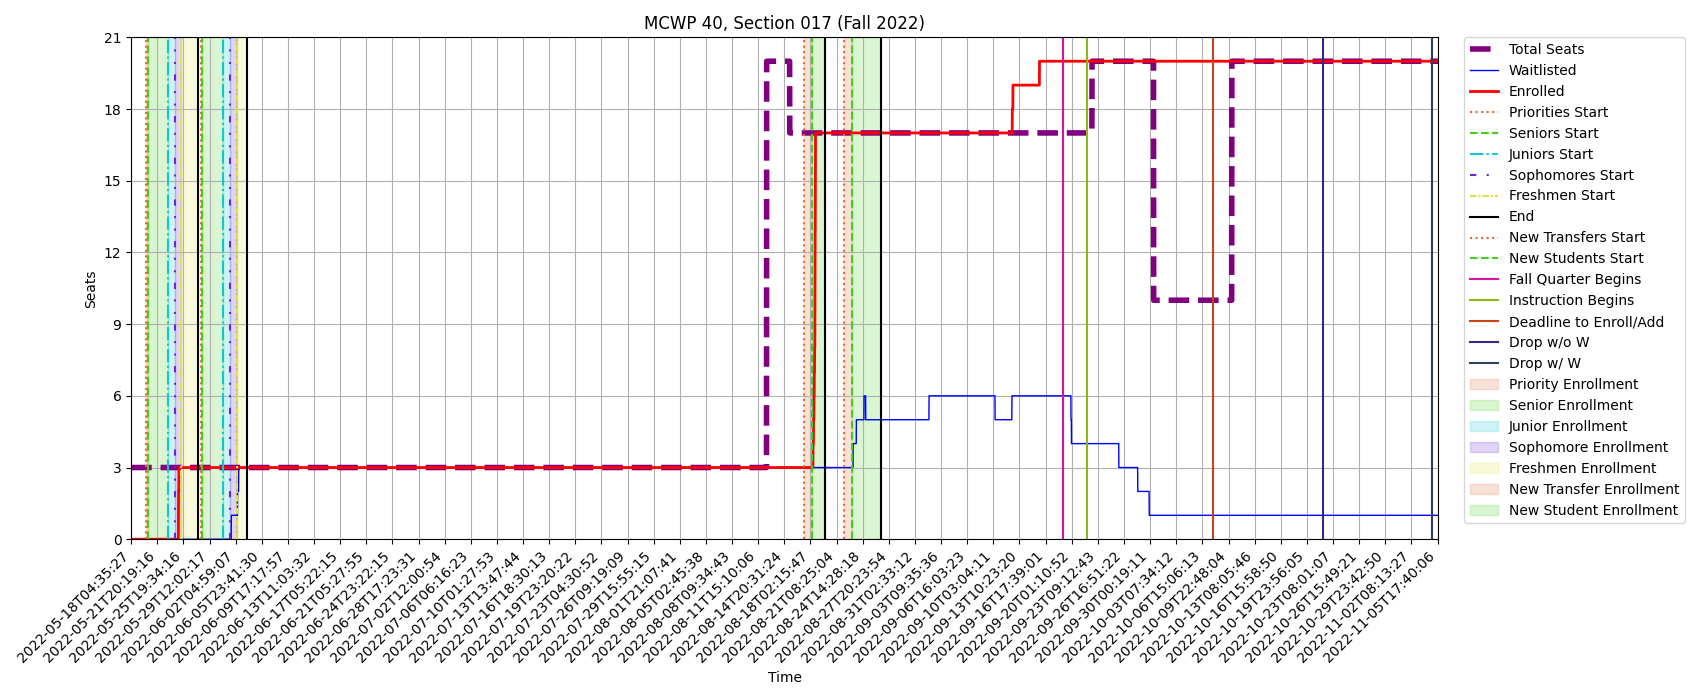 MCWP 40, Section 017 (Fall 2022)
21
18
15
12
9
6
3
0
Seats
2022-05-18T04:35:27
2022-05-21T20:19:16
2022-05-25T19:34:16
2022-05-29T12:02:17
2022-06-02T04:59:07
2022-06-05T23:41:30
2022-06-09T17:17:57
2022-06-13T11:03:32
2022-06-17T05:22:15
2022-06-21T05:27:55
2022-06-24T23:22:15
2022-06-28T17:23:31
2022-07-02T12:00:54
2022-07-06T06:16:23
2022-07-10T01:27:53
2022-07-13T13:47:44
2022-07-16T18:30:13
2022-07-19T23:20:22
2022-07-23T04:30:52
2022-07-26T09:19:09
2022-07-29T15:55:15
2022-08-01T21:07:41
2022-08-05T02:45:38
2022-08-08T09:34:43
2022-08-11T15:10:06
2022-08-14T20:31:24
2022-08-18T02:15:47
2022-08-21T08:25:04
2022-08-24T14:28:18
2022-08-27T20:23:54
2022-08-31T02:33:12
2022-09-03T09:35:36
2022-09-06T16:03:23
2022-09-10T03:04:11
2022-09-13T10:23:20
2022-09-16T17:39:01
2022-09-20T01:10:52
2022-09-23T09:12:43
2022-09-26T16:51:22
2022-09-30T00:19:11
2022-10-03T07:34:12
2022-10-06T15:06:13
2022-10-09T22:48:04
2022-10-13T08:05:46
2022-10-16T15:58:50
2022-10-19T23:56:05
2022-10-23T08:01:07
2022-10-26T15:49:21
2022-10-29T23:42:50
2022-11-02T08:13:27
2022-11-05T17:40:06
Time
Total Seats
Waitlisted
Enrolled
Priorities Start
Seniors Start
Juniors Start
Sophomores Start
Freshmen Start
End
New Transfers Start
New Students Start
Fall Quarter Begins
Instruction Begins
Deadline to Enroll/Add
Drop w/o W
Drop w/ W
Priority Enrollment
Senior Enrollment
Junior Enrollment
Sophomore Enrollment
Freshmen Enrollment
New Transfer Enrollment
New Student Enrollment